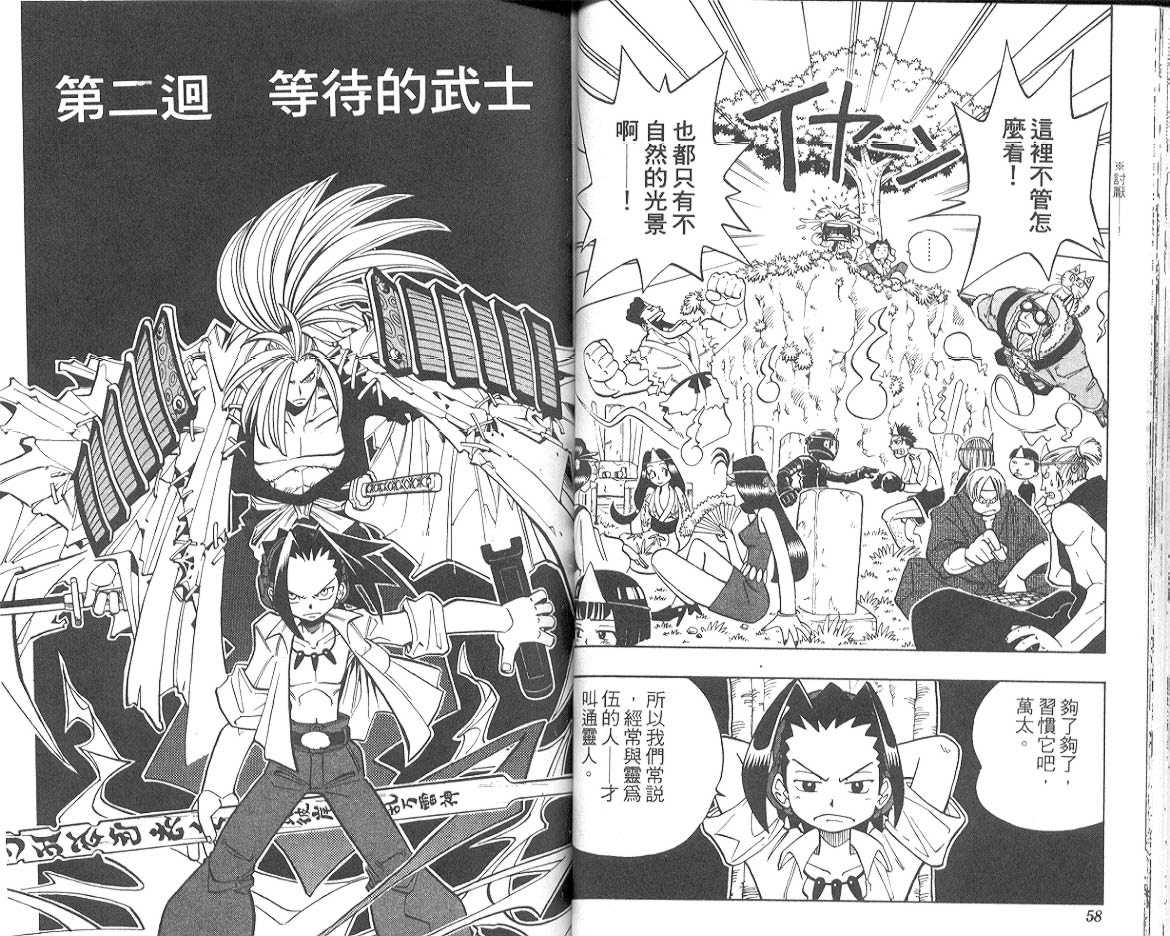 這裡不管怎
麼看！
也都只有不
自然的光景
啊──！
イヤーン
※討厭──
……
夠了夠了，
習慣它吧，
萬太。
所以我們常說
，經常與靈為
伍的人──才
叫通靈人。
58
第二迴　等待的武士